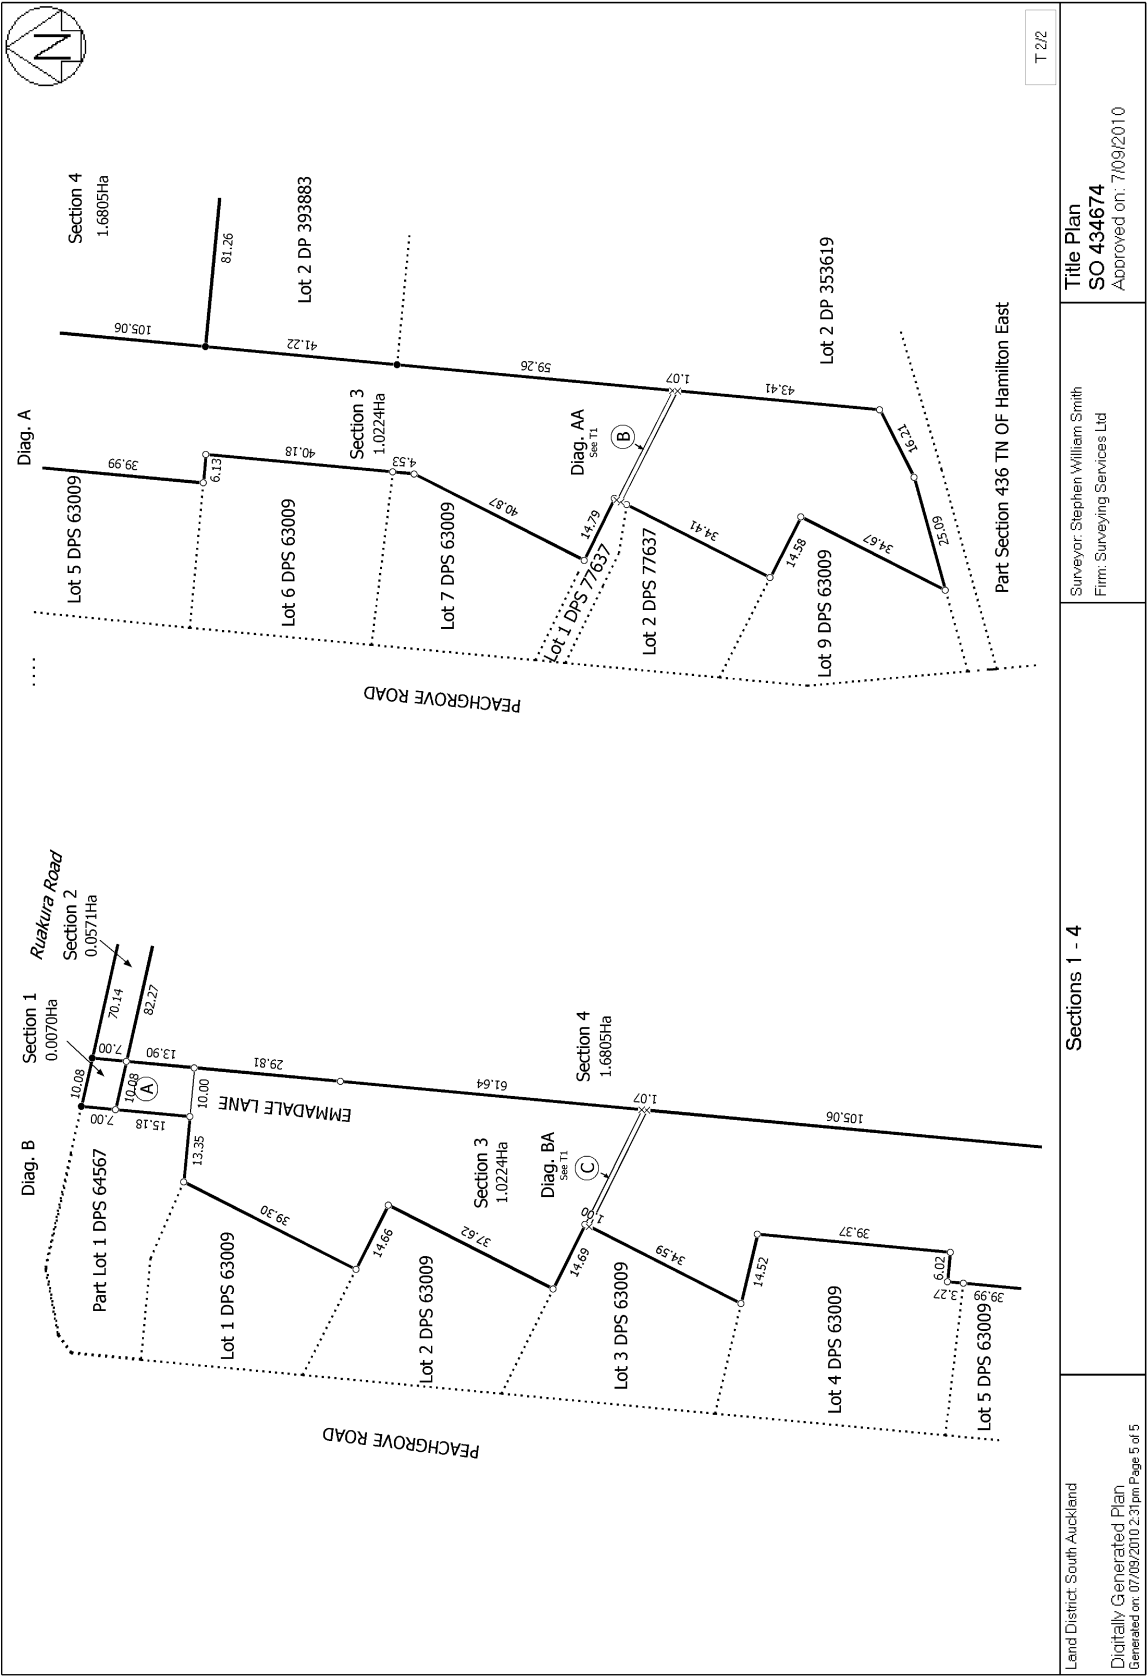 N
T 2/2
Diag. B
Section 1
0.0070Ha
Ruakura Road
Section 2
0.0571Ha
10.08
70.14
7.00
82.27
7.00
10.08
A
13.90
15.18
10.00
13.35
29.81
EMMADALE LANE
Part Lot 1 DPS 64567
Lot 1 DPS 63009
39.30
14.66
61.64
Section 4
1.6805Ha
Section 3
1.0224Ha
Lot 2 DPS 63009
37.62
Diag. BA
See T1
C
1.07
1.00
14.69
34.59
Lot 3 DPS 63009
105.06
14.52
39.37
Lot 4 DPS 63009
6.02
3.27
39.99
Lot 5 DPS 63009
PEACHGROVE ROAD
Diag. A
Section 4
1.6805Ha
105.06
81.26
39.99
Lot 5 DPS 63009
6.13
41.22
Lot 2 DP 393883
40.18
Lot 6 DPS 63009
Section 3
1.0224Ha
4.53
59.26
Lot 7 DPS 63009
40.87
Diag. AA
See T1
B
1.07
14.79
Lot 1 DPS 77637
34.41
Lot 2 DPS 77637
43.41
Lot 2 DP 353619
14.58
34.67
Lot 9 DPS 63009
16.21
25.09
Part Section 436 TN OF Hamilton East
PEACHGROVE ROAD
Land District: South Auckland
Digitally Generated Plan
Generated on: 07/09/2010 2:31pm Page 5 of 5
Sections 1 - 4
Surveyor: Stephen William Smith
Firm: Surveying Services Ltd
Title Plan
SO 434674
Approved on: 7/09/2010